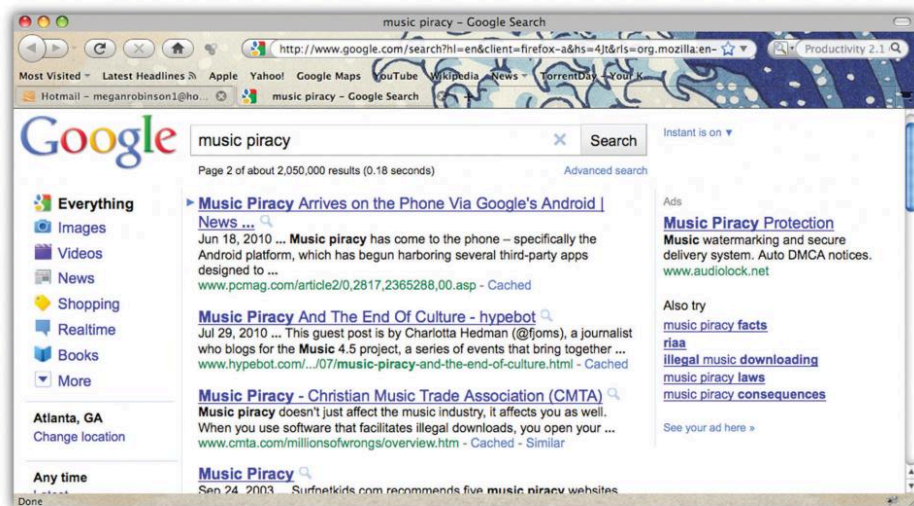 music piracy – Google Search
http://www.google.com/search?hl=en&client=firefox-a&hs=4Jt&rls=org.mozilla:en-
Productivity 2.1
Most Visited Latest Headlines Apple Yahoo! Google Maps YouTube Wikipedia News TorrentDay – Your K...
Hotmail – meganrobinson1@ho... music piracy – Google Search
Google
music piracy
Search
Instant is on ▼
Page 2 of about 2,050,000 results (0.18 seconds)
Advanced search
Everything
Images
Videos
News
Shopping
Realtime
Books
More
Atlanta, GA
Change location
Any time
Music Piracy Arrives on the Phone Via Google's Android |
News ...
Jun 18, 2010 ... Music piracy has come to the phone – specifically the
Android platform, which has begun harboring several third-party apps
designed to ...
www.pcmag.com/article2/0,2817,2365288,00.asp - Cached
Music Piracy And The End Of Culture - hypebot
Jul 29, 2010 ... This guest post is by Charlotta Hedman (@fjoms), a journalist
who blogs for the Music 4.5 project, a series of events that bring together ...
www.hypebot.com/.../07/music-piracy-and-the-end-of-culture.html - Cached
Music Piracy - Christian Music Trade Association (CMTA)
Music piracy doesn't just affect the music industry, it affects you as well.
When you use software that facilitates illegal downloads, you open your ...
www.cmta.com/millionsofwrongs/overview.htm - Cached - Similar
Music Piracy
Sep 24, 2003 ... Surfnetkids.com recommends five music piracy websites
Ads
Music Piracy Protection
Music watermarking and secure
delivery system. Auto DMCA notices.
www.audiolock.net
Also try
music piracy facts
riaa
illegal music downloading
music piracy laws
music piracy consequences
See your ad here »
Done